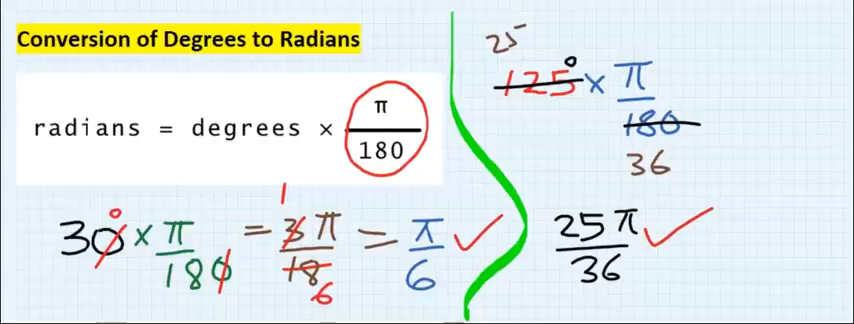 Conversion of Degrees to Radians
radians = degrees × π/180
30° × π/180 = 3π/18 = π/6 ✓
1
6
25
125° × π/180
36
25π/36 ✓